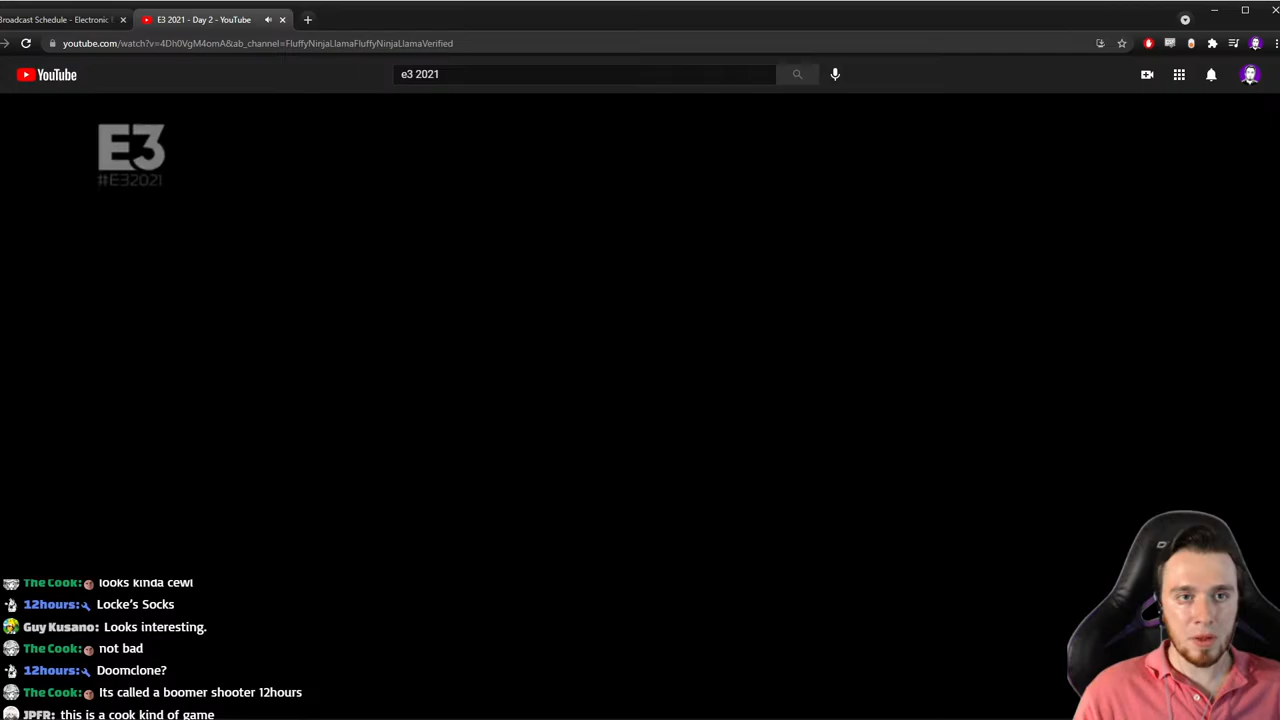 Broadcast Schedule - Electronic E
E3 2021 - Day 2 - YouTube
youtube.com/watch?v=4Dh0VgM4omA&ab_channel=FluffyNinjaLlamaFluffyNinjaLlamaVerified
YouTube
e3 2021
E3
#E32021
The Cook: looks kinda cewl
12hours: Locke's Socks
Guy Kusano: Looks interesting.
The Cook: not bad
12hours: Doomclone?
The Cook: Its called a boomer shooter 12hours
JPFR: this is a cook kind of game